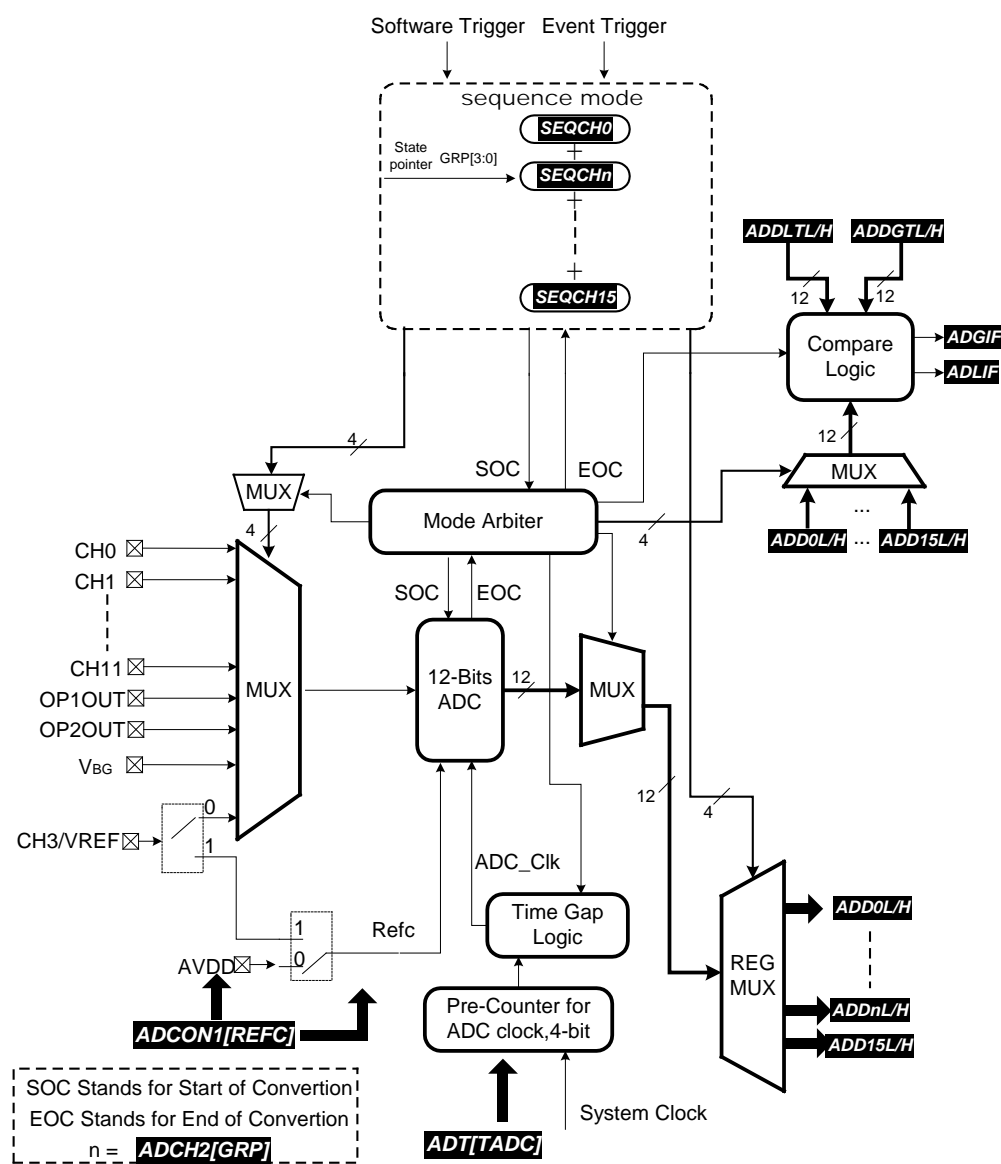 Software Trigger
Event Trigger
sequence mode
SEQCH0
State
pointer
GRP[3:0]
SEQCHn
SEQCH15
ADDLTL/H
ADDGTL/H
12
12
Compare
Logic
ADGIF
ADLIF
12
MUX
...
ADD0L/H
...
ADD15L/H
4
SOC
EOC
MUX
Mode Arbiter
4
4
CH0
CH1
CH11
OP1OUT
OP2OUT
VBG
CH3/VREF
0
1
MUX
SOC
EOC
12-Bits
ADC
12
MUX
12
4
ADC_Clk
Time Gap
Logic
1
0
Refc
AVDD
Pre-Counter for
ADC clock,4-bit
REG
MUX
ADD0L/H
ADDnL/H
ADD15L/H
ADCON1[REFC]
SOC Stands for Start of Convertion
EOC Stands for End of Convertion
n = ADCH2[GRP]
System Clock
ADT[TADC]